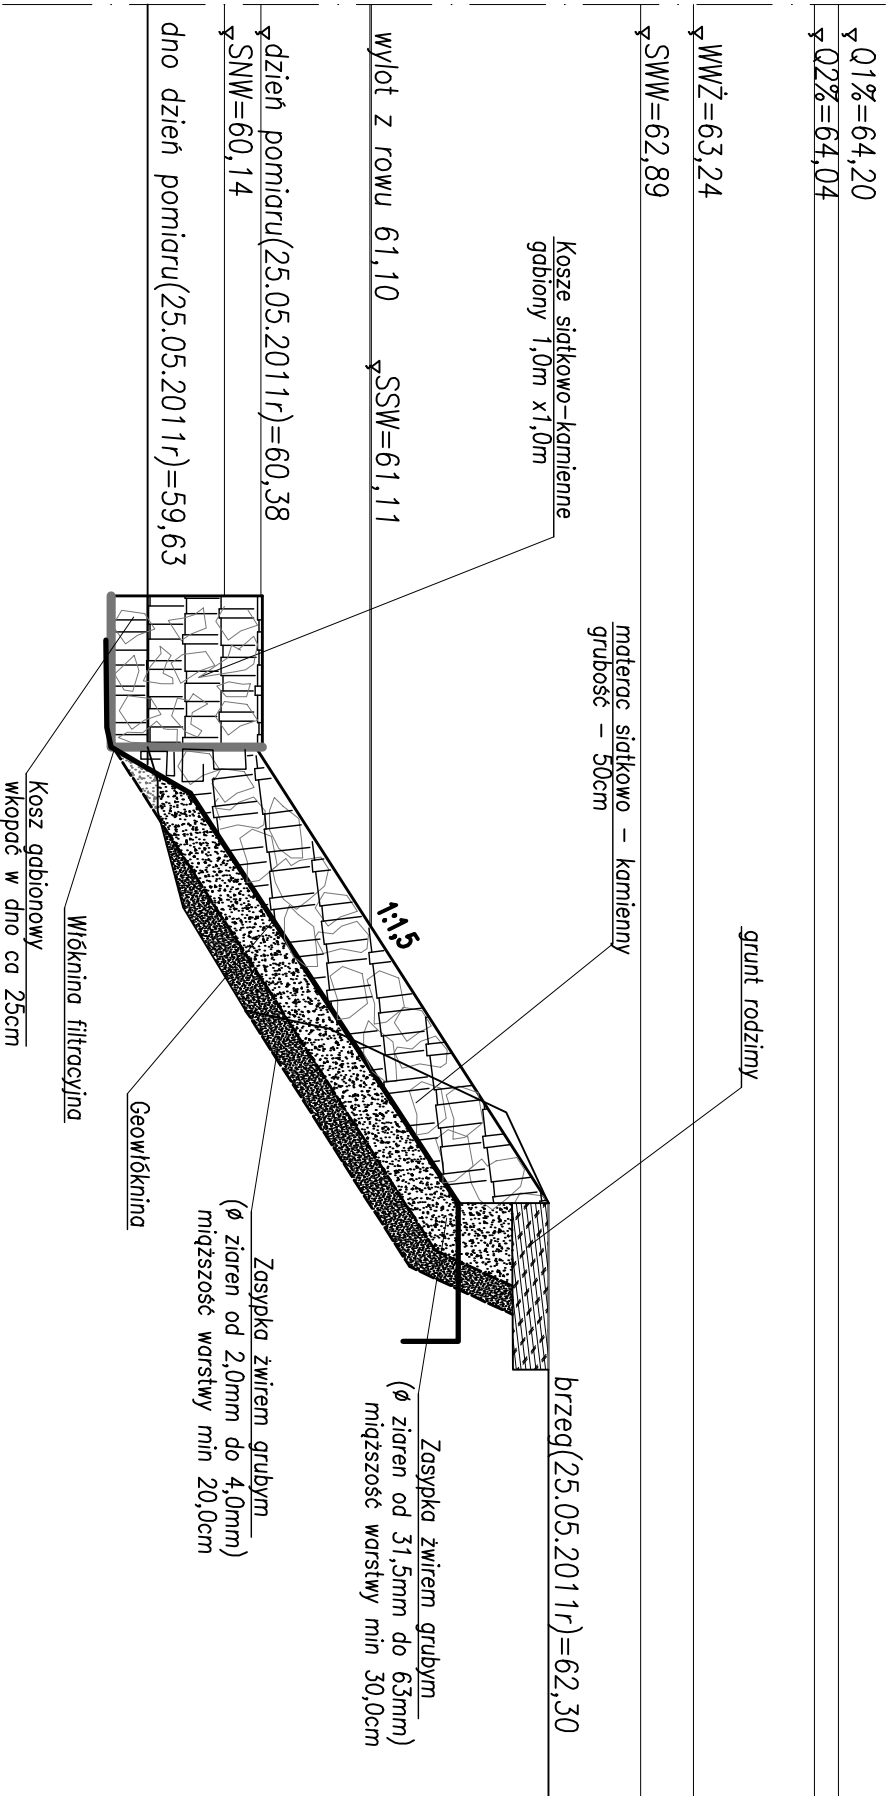 Q1%=64,20
Q2%=64,04
WWŻ=63,24
SWW=62,89
wylot z rowu 61,10
SSW=61,11
dzień pomiaru(25.05.2011r)=60,38
SNW=60,14
dno dzień pomiaru(25.05.2011r)=59,63
Kosze siatkowo-kamienne
gabiony 1,0m x1,0m
materac siatkowo - kamienny
grubość - 50cm
grunt rodzimy
1:1,5
brzeg(25.05.2011r)=62,30
Kosz gabionowy
wkopać w dno ca 25cm
Włóknina filtracyjna
Geowłóknina
Zasypka żwirem grubym
(ø ziaren od 2,0mm do 4,0mm)
miąższość warstwy min 20,0cm
Zasypka żwirem grubym
(ø ziaren od 31,5mm do 63mm)
miąższość warstwy min 30,0cm